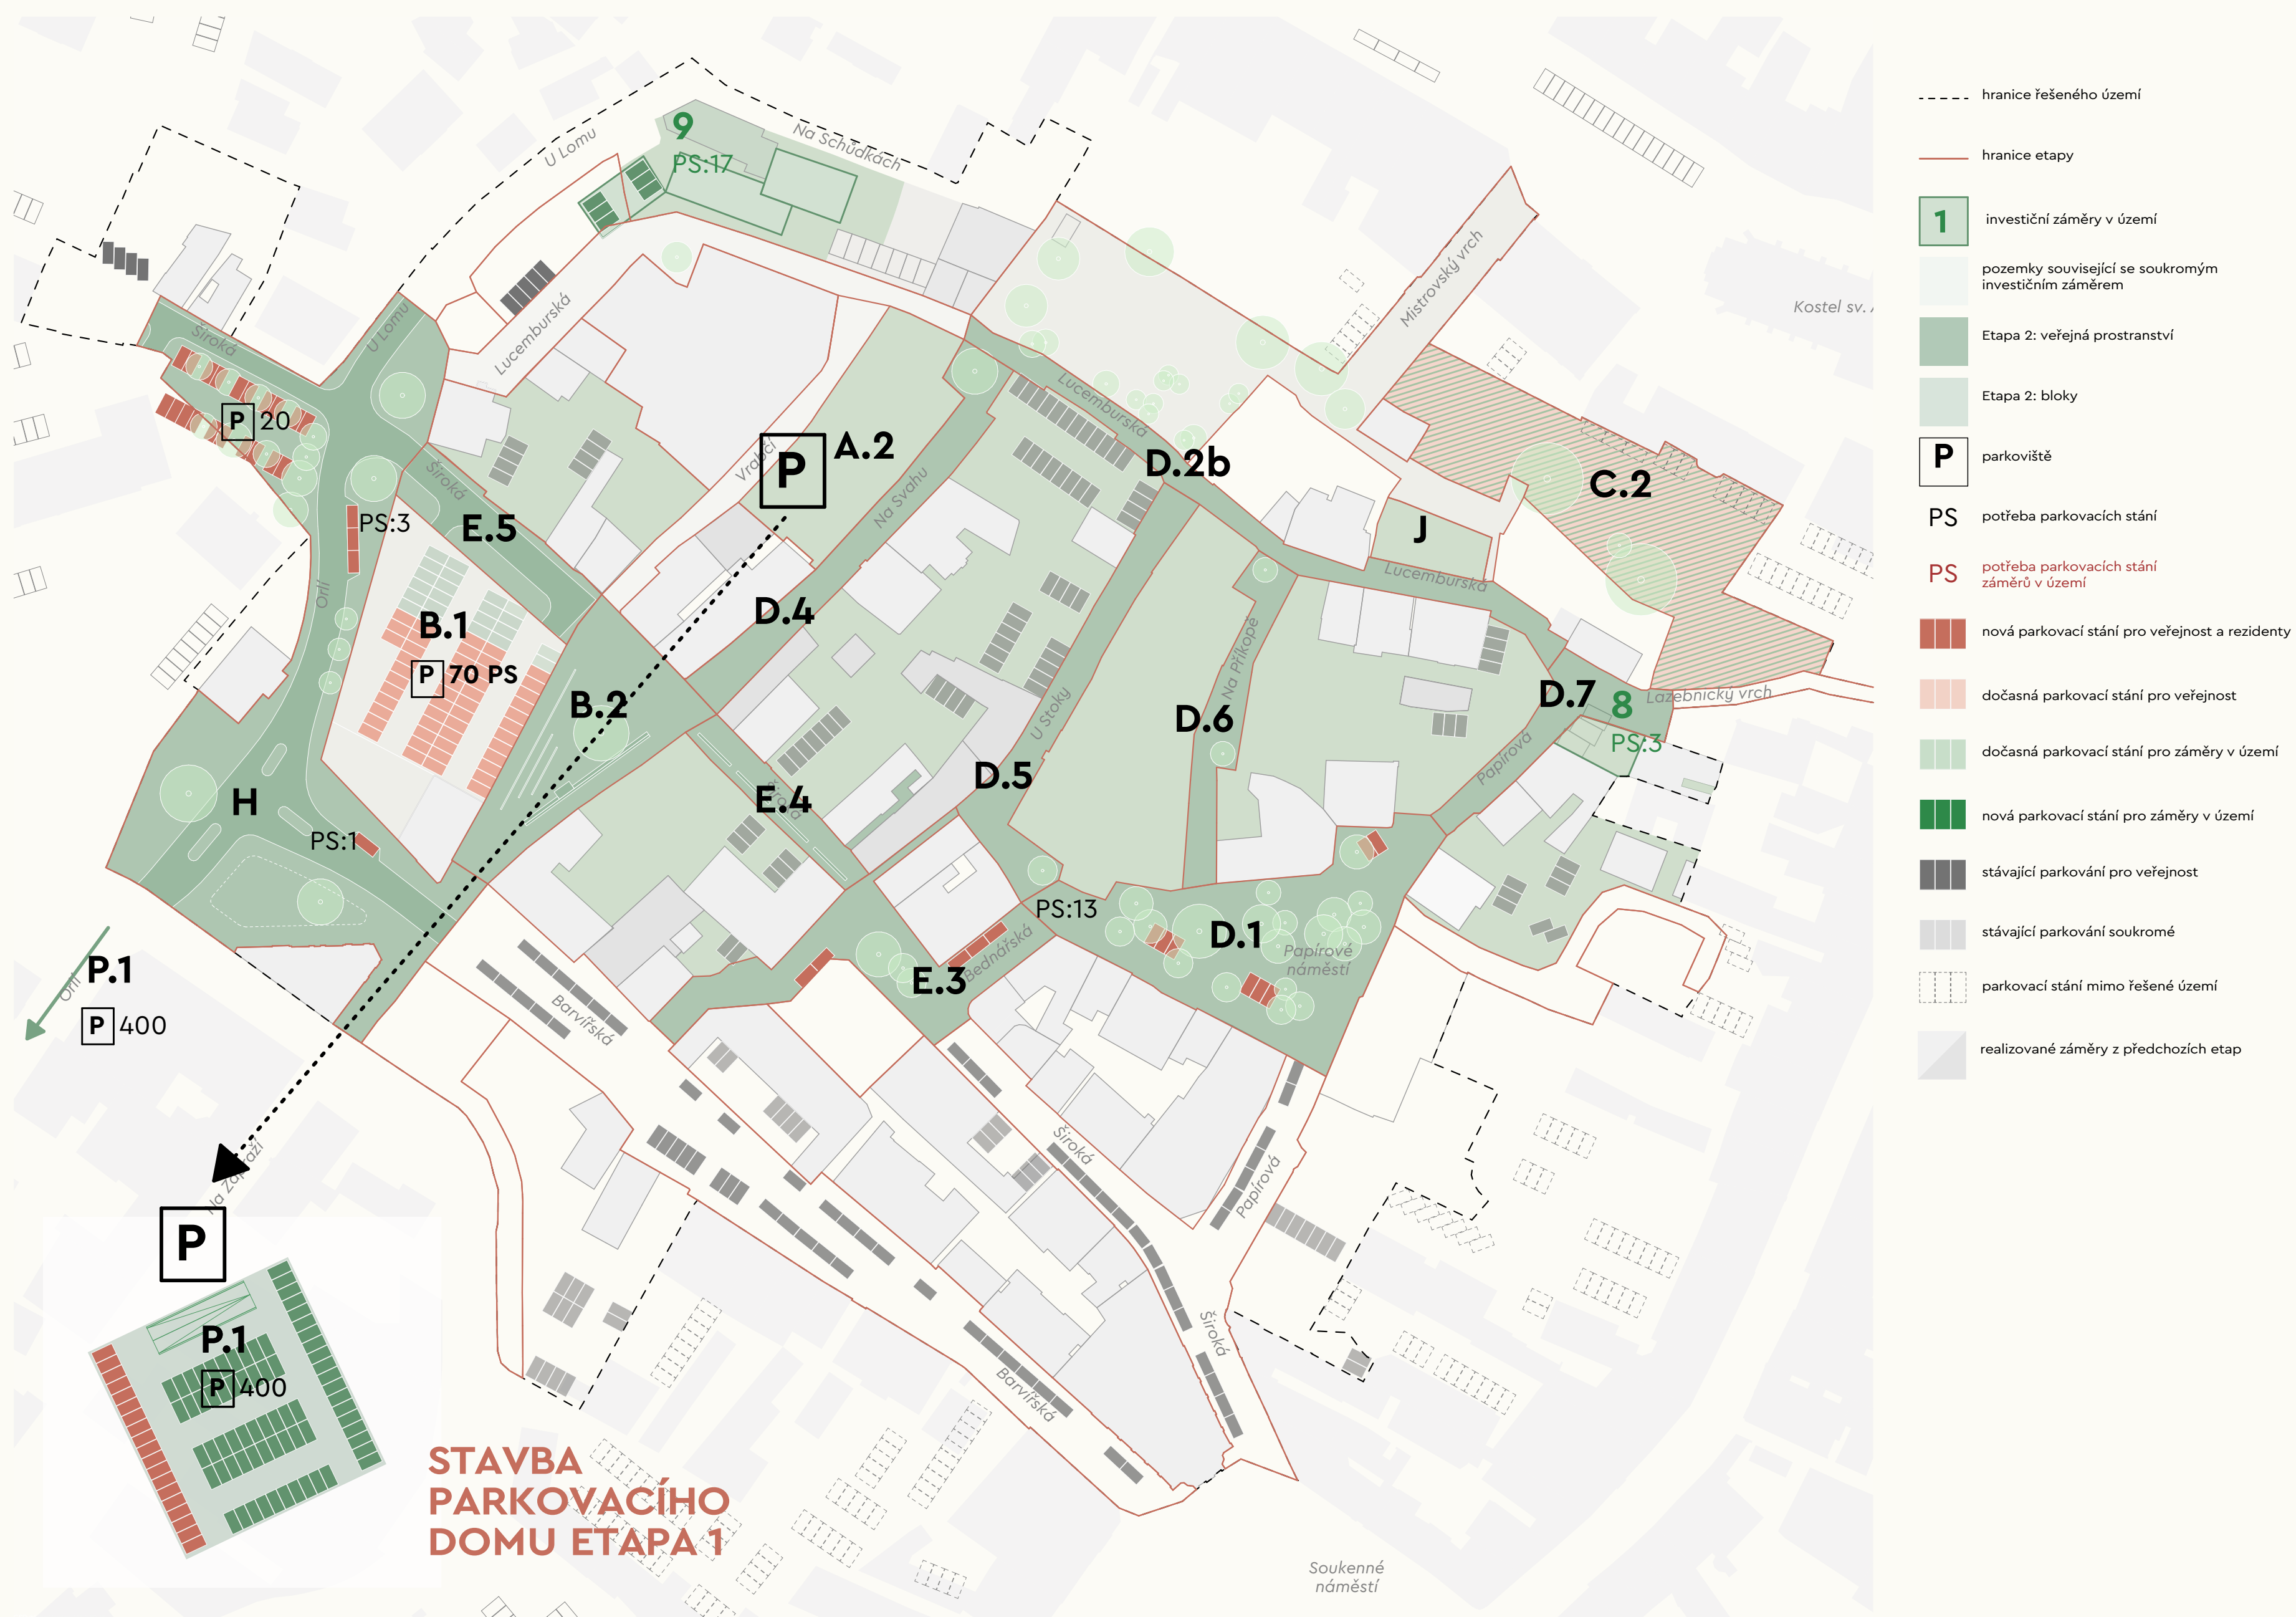 U Lomu
9
PS:17
Na Schůdkách
Široká
U Lomu
Lucemburská
P 20
Široká
Vrabčí
P
A.2
Na Svahu
Lucemburská
D.2b
Mistrovský vrch
Kostel sv.
C.2
J
Lucemburská
PS:3
E.5
Orlí
B.1
P 70 PS
B.2
D.4
D.6
Na Příkopě
U Stoky
D.7
8
PS:3
Lazebnický vrch
Papírová
H
PS:1
E.4
D.5
PS:13
D.1
Papírové
náměstí
E.3
Bednářská
Orlí
P.1
P 400
Barvířská
Široká
Papírová
Široká
Barvířská
P
P.1
P 400
STAVBA
PARKOVACÍHO
DOMU ETAPA 1
Soukenné
náměstí
hranice řešeného území
hranice etapy
1 investiční záměry v území
pozemky související se soukromým
investičním záměrem
Etapa 2: veřejná prostranství
Etapa 2: bloky
P parkoviště
PS potřeba parkovacích stání
PS potřeba parkovacích stání
záměrů v území
nová parkovací stání pro veřejnost a rezidenty
dočasná parkovací stání pro veřejnost
dočasná parkovací stání pro záměry v území
nová parkovací stání pro záměry v území
stávající parkování pro veřejnost
stávající parkování soukromé
parkovací stání mimo řešené území
realizované záměry z předchozích etap